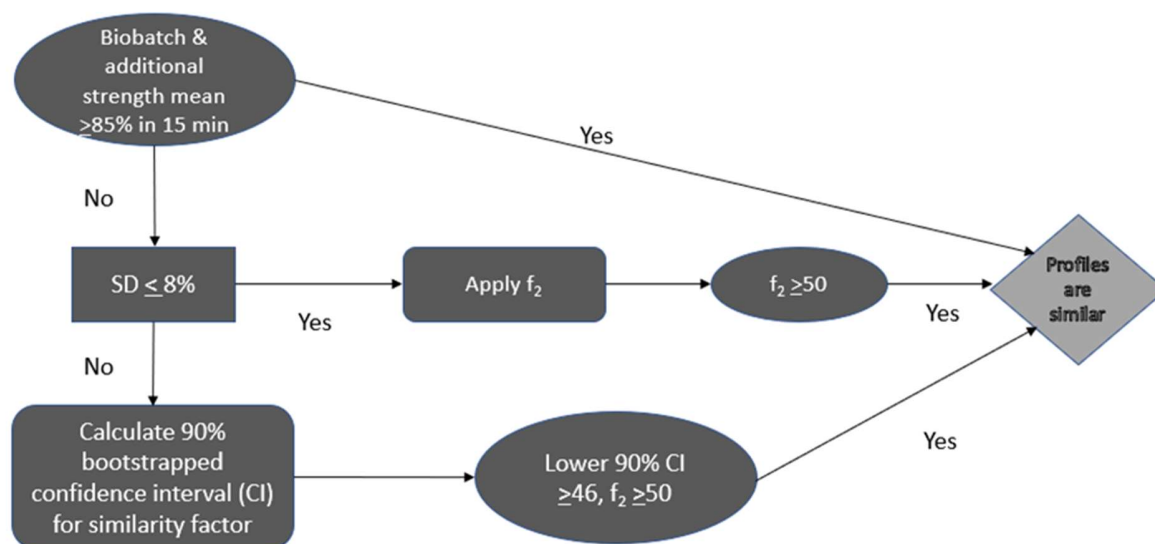 Biobatch &
additional
strength mean
≥85% in 15 min
Yes
No
SD ≤ 8%
Yes
Apply f₂
f₂ ≥50
Yes
Profiles
are
similar
No
Calculate 90%
bootstrapped
confidence interval (CI)
for similarity factor
Lower 90% CI
≥46, f₂ ≥50
Yes